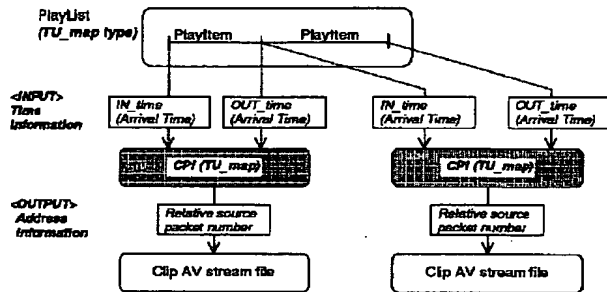 PlayList
(TU_map type)
PlayItem PlayItem
<INPUT>
Time
Information
IN_time
(Arrival Time)
OUT_time
(Arrival Time)
IN_time
(Arrival Time)
OUT_time
(Arrival Time)
CPI (TU_map)
CPI (TU_map)
<OUTPUT>
Address
Information
Relative source
packet number
Relative source
packet number
Clip AV stream file
Clip AV stream file